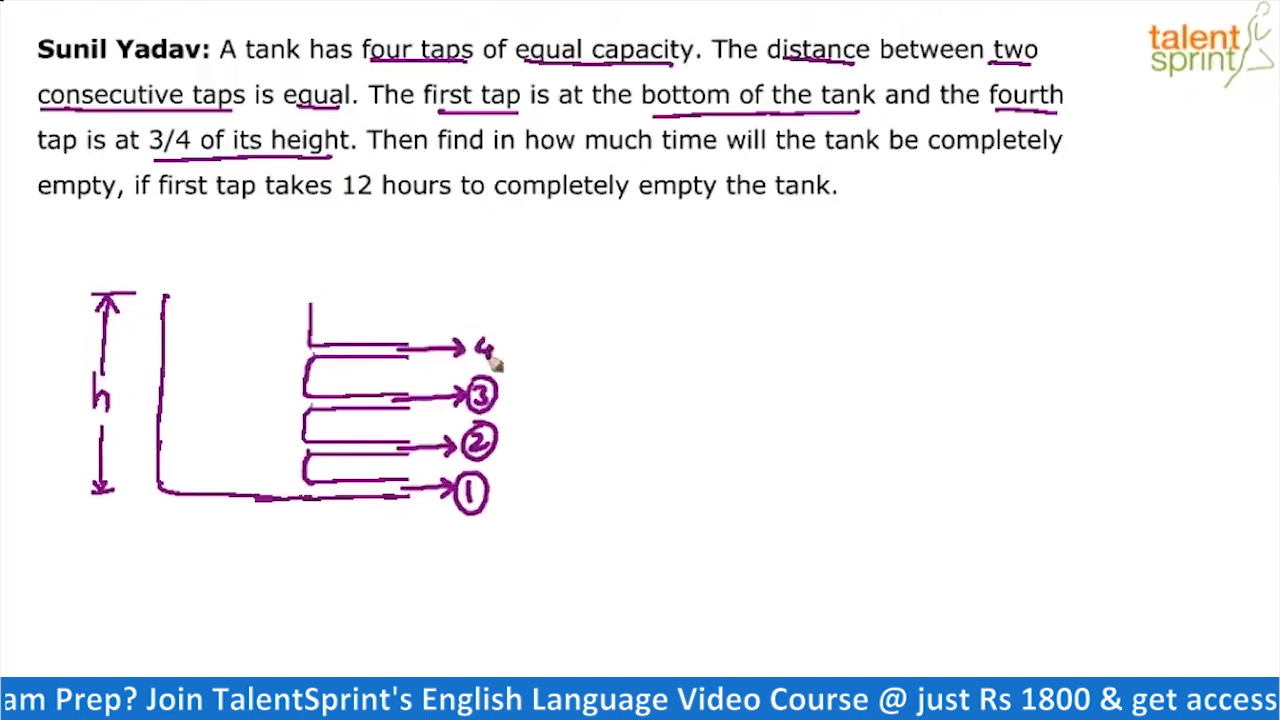 Sunil Yadav: A tank has four taps of equal capacity. The distance between two
consecutive taps is equal. The first tap is at the bottom of the tank and the fourth
tap is at 3/4 of its height. Then find in how much time will the tank be completely
empty, if first tap takes 12 hours to completely empty the tank.
talent
sprint
h
4
3
2
1
am Prep? Join TalentSprint's English Language Video Course @ just Rs 1800 & get access